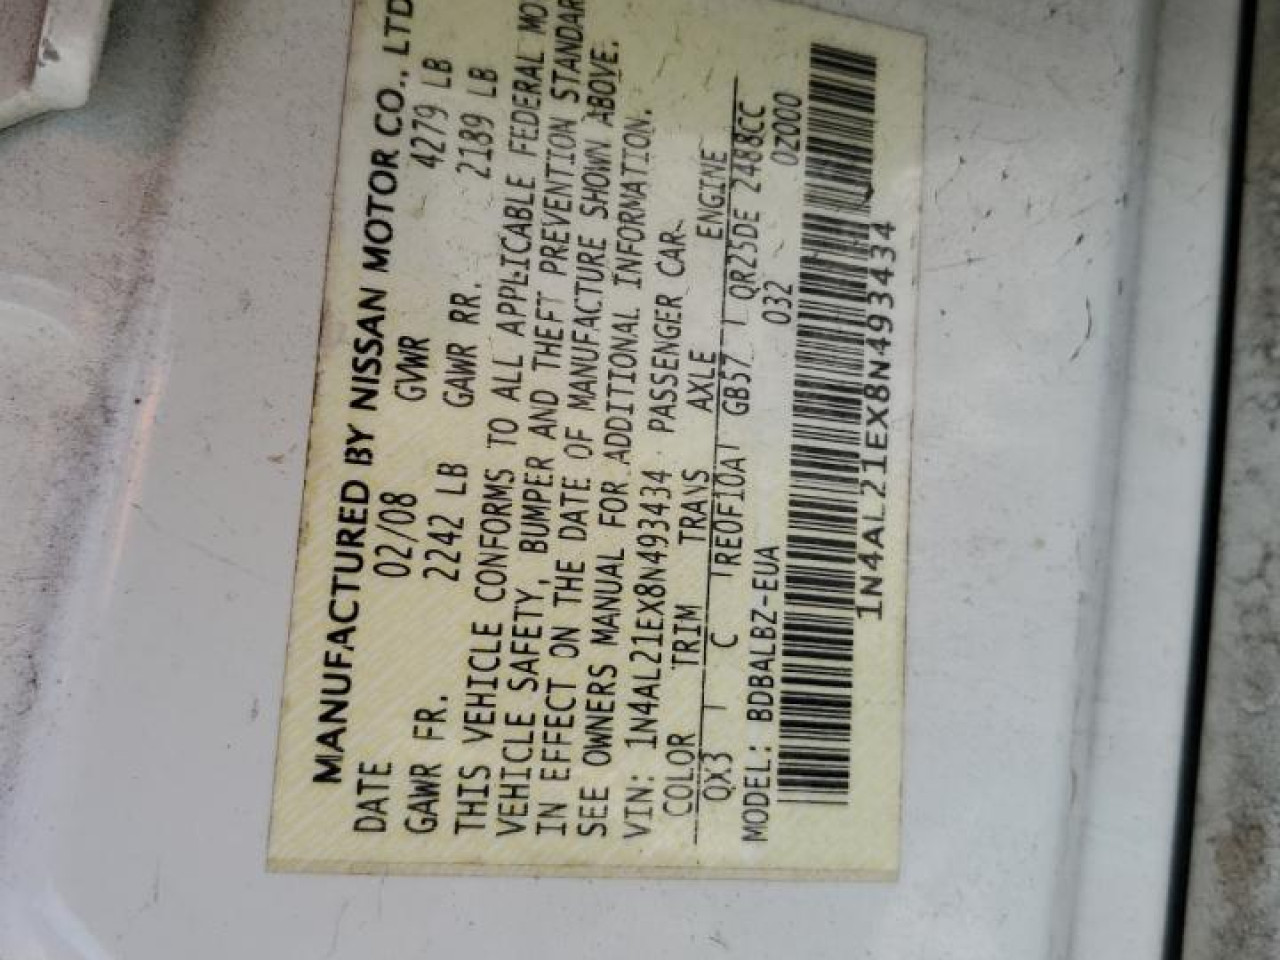 MANUFACTURED BY NISSAN MOTOR CO., LTD
DATE 02/08 GVWR 4279 LB
GAWR FR. 2242 LB GAWR RR. 2189 LB
THIS VEHICLE CONFORMS TO ALL APPLICABLE FEDERAL MO
VEHICLE SAFETY, BUMPER AND THEFT PREVENTION STANDAR
IN EFFECT ON THE DATE OF MANUFACTURE SHOWN ABOVE.
SEE OWNERS MANUAL FOR ADDITIONAL INFORMATION.
VIN: 1N4AL21EX8N493434 PASSENGER CAR
COLOR TRIM TRANS AXLE ENGINE
QX3 C RE0F10A GB57 QR25DE 2488CC
MODEL: BDBALBZ-EUA 032 0Z000
1N4AL21EX8N493434